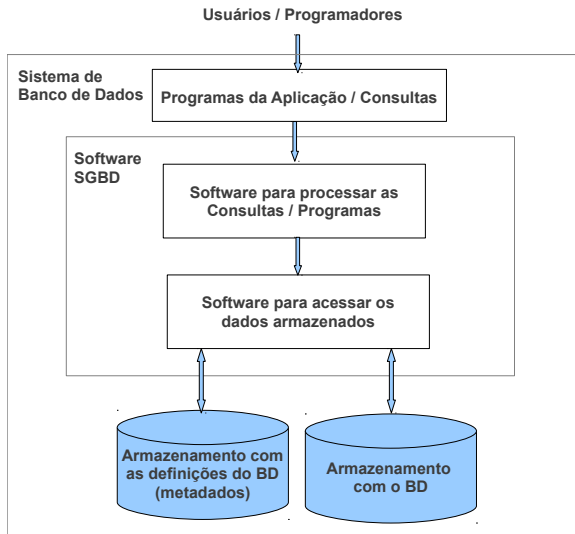 Usuários / Programadores
Sistema de
Banco de Dados
Programas da Aplicação / Consultas
Software
SGBD
Software para processar as
Consultas / Programas
Software para acessar os
dados armazenados
Armazenamento com
as definições do BD
(metadados)
Armazenamento
com o BD